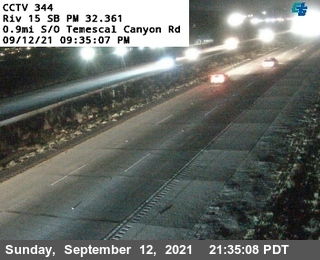 CCTV 344
Riv 15 SB PM 32.361
0.9mi S/O Temescal Canyon Rd
09/12/21 09:35:07 PM
Sunday, September 12, 2021 21:35:08 PDT